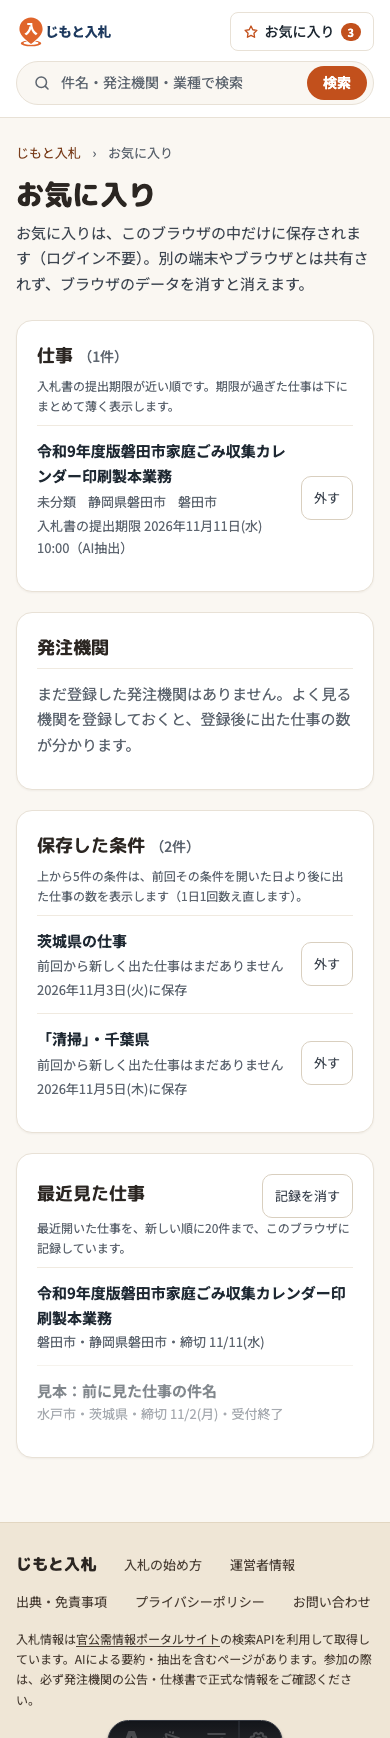 じもと入札
お気に入り 3
件名・発注機関・業種で検索 検索
じもと入札 › お気に入り
お気に入り
お気に入りは、このブラウザの中だけに保存されま
す（ログイン不要）。別の端末やブラウザとは共有さ
れず、ブラウザのデータを消すと消えます。
仕事（1件）
入札書の提出期限が近い順です。期限が過ぎた仕事は下に
まとめて薄く表示します。
令和9年度版磐田市家庭ごみ収集カレ
ンダー印刷製本業務
未分類 静岡県磐田市 磐田市
入札書の提出期限 2026年11月11日(水)
10:00（AI抽出）
外す
発注機関
まだ登録した発注機関はありません。よく見る
機関を登録しておくと、登録後に出た仕事の数
が分かります。
保存した条件（2件）
上から5件の条件は、前回その条件を開いた日より後に出
た仕事の数を表示します（1日1回数え直します）。
茨城県の仕事
前回から新しく出た仕事はまだありません
2026年11月3日(火)に保存
外す
「清掃」・千葉県
前回から新しく出た仕事はまだありません
2026年11月5日(木)に保存
外す
最近見た仕事
記録を消す
最近開いた仕事を、新しい順に20件まで、このブラウザに
記録しています。
令和9年度版磐田市家庭ごみ収集カレンダー印
刷製本業務
磐田市・静岡県磐田市・締切 11/11(水)
見本：前に見た仕事の件名
水戸市・茨城県・締切 11/2(月)・受付終了
じもと入札 入札の始め方 運営者情報
出典・免責事項 プライバシーポリシー お問い合わせ
入札情報は官公需情報ポータルサイトの検索APIを利用して取得し
ています。AIによる要約・抽出を含むページがあります。参加の際
は、必ず発注機関の公告・仕様書で正式な情報をご確認くださ
い。